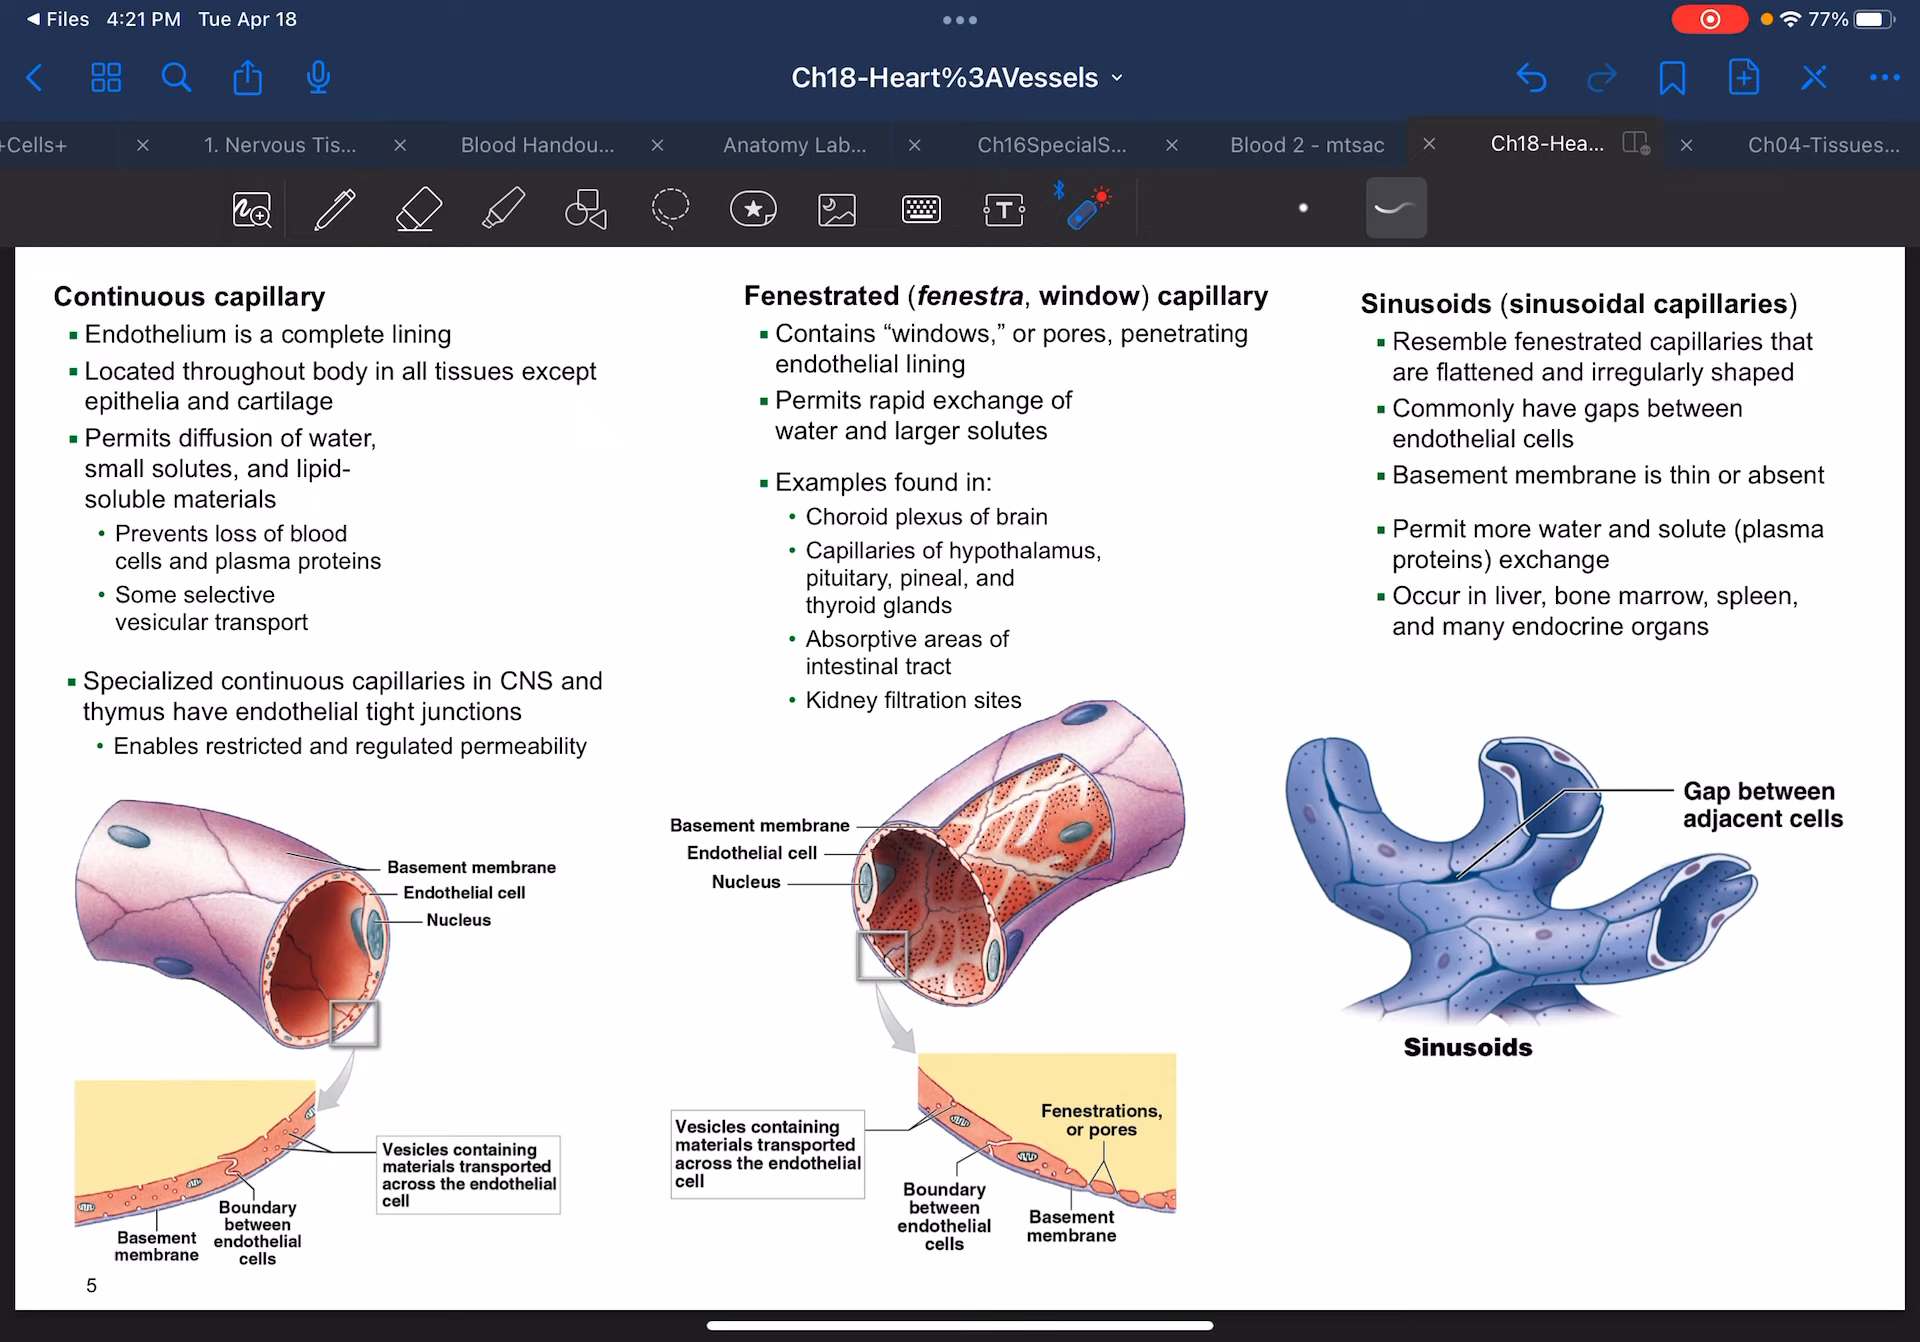 Files 4:21 PM Tue Apr 18
77%
Ch18-Heart%3AVessels
+Cells+
1. Nervous Tis...
Blood Handou...
Anatomy Lab...
Ch16SpecialS...
Blood 2 - mtsac
Ch18-Hea...
Ch04-Tissues...
T
Continuous capillary
▪ Endothelium is a complete lining
▪ Located throughout body in all tissues except
epithelia and cartilage
▪ Permits diffusion of water,
small solutes, and lipid-
soluble materials
• Prevents loss of blood
cells and plasma proteins
• Some selective
vesicular transport
▪ Specialized continuous capillaries in CNS and
thymus have endothelial tight junctions
• Enables restricted and regulated permeability
Basement membrane
Endothelial cell
Nucleus
Vesicles containing
materials transported
across the endothelial
cell
Boundary
between
endothelial
cells
Basement
membrane
5
Fenestrated (fenestra, window) capillary
▪ Contains “windows,” or pores, penetrating
endothelial lining
▪ Permits rapid exchange of
water and larger solutes
▪ Examples found in:
• Choroid plexus of brain
• Capillaries of hypothalamus,
pituitary, pineal, and
thyroid glands
• Absorptive areas of
intestinal tract
• Kidney filtration sites
Basement membrane
Endothelial cell
Nucleus
Vesicles containing
materials transported
across the endothelial
cell
Fenestrations,
or pores
Boundary
between
endothelial
cells
Basement
membrane
Sinusoids (sinusoidal capillaries)
▪ Resemble fenestrated capillaries that
are flattened and irregularly shaped
▪ Commonly have gaps between
endothelial cells
▪ Basement membrane is thin or absent
▪ Permit more water and solute (plasma
proteins) exchange
▪ Occur in liver, bone marrow, spleen,
and many endocrine organs
Gap between
adjacent cells
Sinusoids